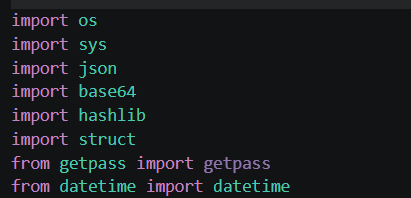 import os
import sys
import json
import base64
import hashlib
import struct
from getpass import getpass
from datetime import datetime